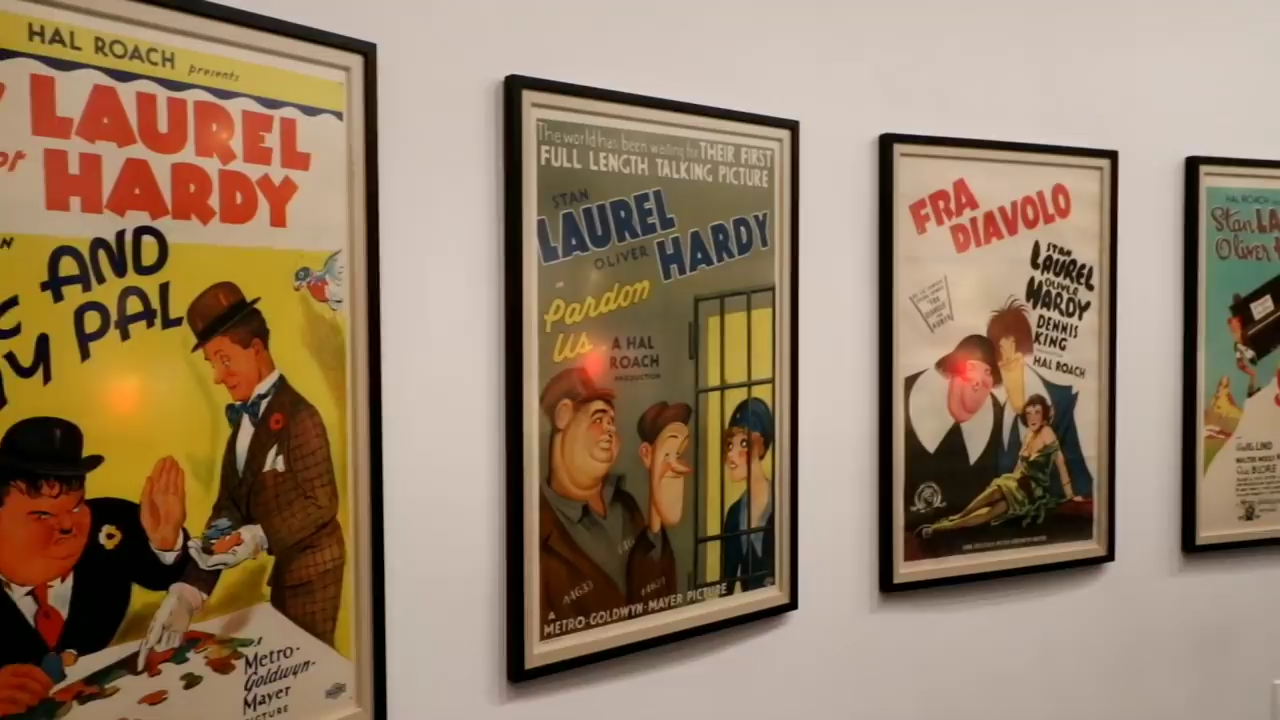 HAL ROACH presents
LAUREL
HARDY
AND
PAL
Metro-
Goldwyn-
Mayer
The world has been waiting for THEIR FIRST
FULL LENGTH TALKING PICTURE
STAN
LAUREL
OLIVER HARDY
Pardon
Us
A HAL
ROACH
PRODUCTION
44633
A
METRO-GOLDWYN-MAYER PICTURE
FRA
DIAVOLO
STAN
LAUREL
OLIVER
HARDY
DENNIS
KING
HAL ROACH
HAL ROACH
Stan
Oliver